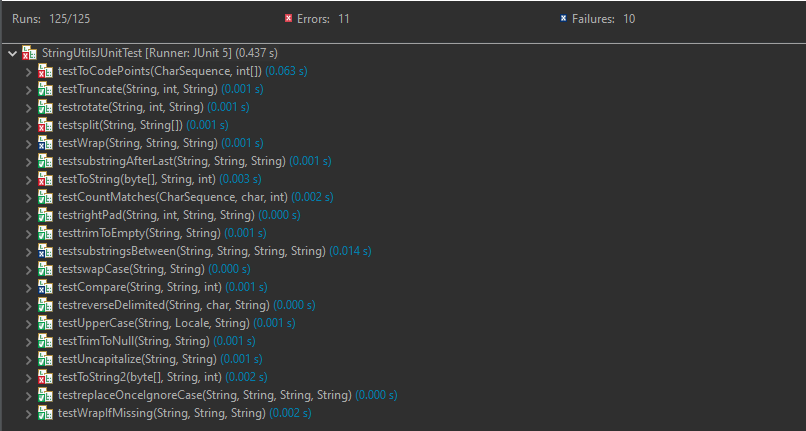 Runs: 125/125 Errors: 11 Failures: 10
StringUtilsJUnitTest [Runner: JUnit 5] (0.437 s)
testToCodePoints(CharSequence, int[]) (0.063 s)
testTruncate(String, int, String) (0.001 s)
testrotate(String, int, String) (0.001 s)
testsplit(String, String[]) (0.001 s)
testWrap(String, String, String) (0.001 s)
testsubstringAfterLast(String, String, String) (0.001 s)
testToString(byte[], String, int) (0.003 s)
testCountMatches(CharSequence, char, int) (0.002 s)
testrightPad(String, int, String, String) (0.000 s)
testtrimToEmpty(String, String) (0.001 s)
testsubstringsBetween(String, String, String, String) (0.014 s)
testswapCase(String, String) (0.000 s)
testCompare(String, String, int) (0.001 s)
testreverseDelimited(String, char, String) (0.000 s)
testUpperCase(String, Locale, String) (0.001 s)
testTrimToNull(String, String) (0.001 s)
testUncapitalize(String, String) (0.001 s)
testToString2(byte[], String, int) (0.002 s)
testreplaceOnceIgnoreCase(String, String, String, String) (0.000 s)
testWrapIfMissing(String, String, String) (0.002 s)